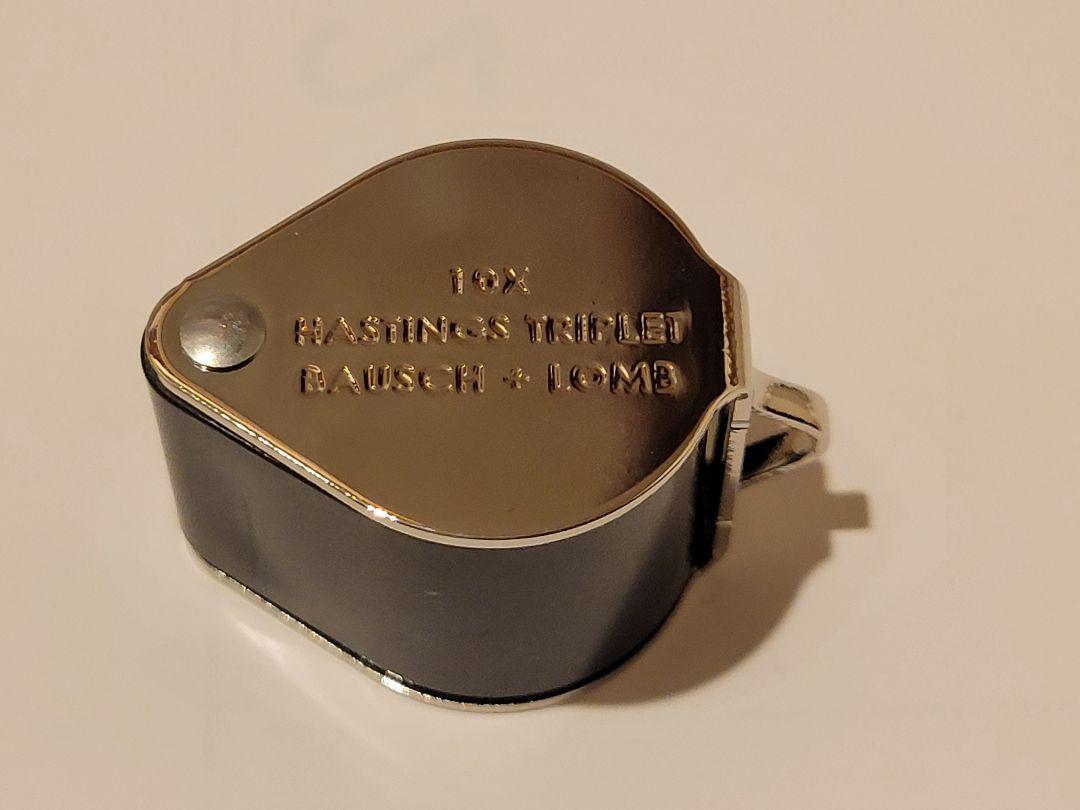 10X
HASTINGS TRIPLET
BAUSCH + LOMB